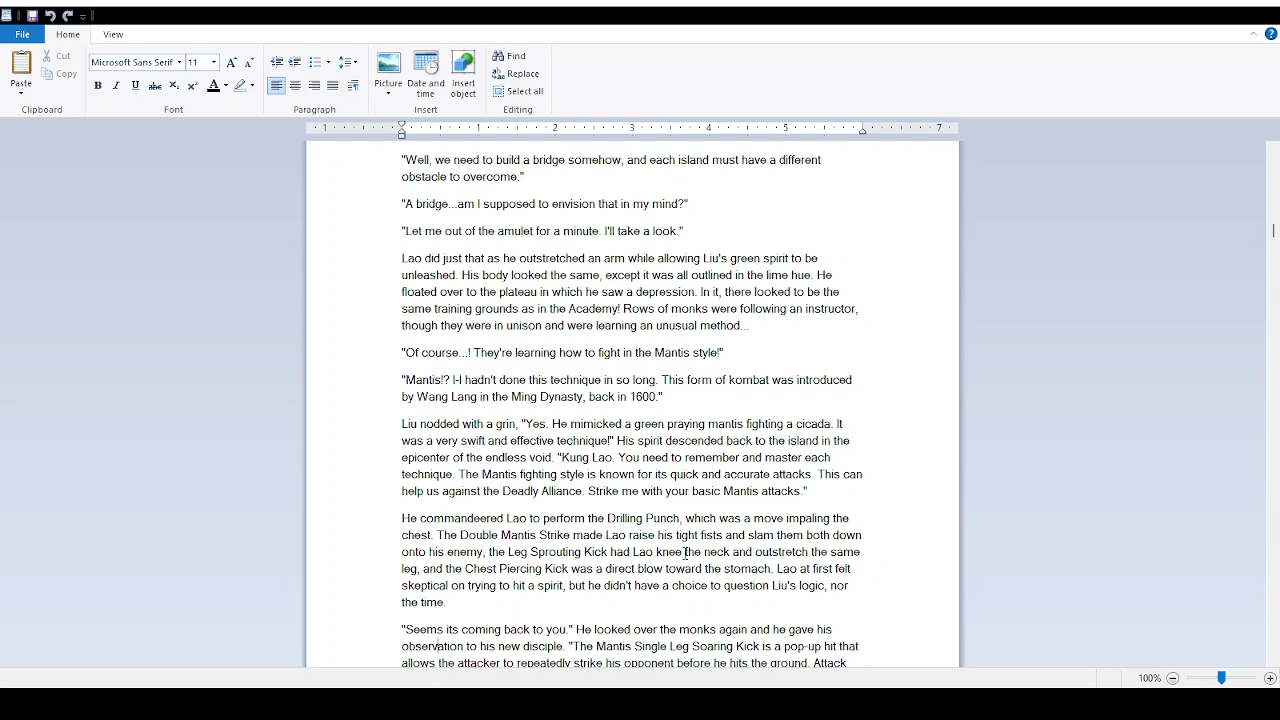 File Home View
Paste Cut Copy Clipboard
Microsoft Sans Serif 11
B I U abc X₂ X² A
Font
Paragraph
Picture Date and time Insert object
Insert
Find
Replace
Select all
Editing
1 1 2 3 4 5 7
"Well, we need to build a bridge somehow, and each island must have a different
obstacle to overcome."
"A bridge...am I supposed to envision that in my mind?"
"Let me out of the amulet for a minute. I'll take a look."
Lao did just that as he outstretched an arm while allowing Liu's green spirit to be
unleashed. His body looked the same, except it was all outlined in the lime hue. He
floated over to the plateau in which he saw a depression. In it, there looked to be the
same training grounds as in the Academy! Rows of monks were following an instructor,
though they were in unison and were learning an unusual method...
"Of course...! They're learning how to fight in the Mantis style!"
"Mantis!? I-I hadn't done this technique in so long. This form of kombat was introduced
by Wang Lang in the Ming Dynasty, back in 1600."
Liu nodded with a grin, "Yes. He mimicked a green praying mantis fighting a cicada. It
was a very swift and effective technique!" His spirit descended back to the island in the
epicenter of the endless void. "Kung Lao. You need to remember and master each
technique. The Mantis fighting style is known for its quick and accurate attacks. This can
help us against the Deadly Alliance. Strike me with your basic Mantis attacks."
He commandeered Lao to perform the Drilling Punch, which was a move impaling the
chest. The Double Mantis Strike made Lao raise his tight fists and slam them both down
onto his enemy, the Leg Sprouting Kick had Lao knee the neck and outstretch the same
leg, and the Chest Piercing Kick was a direct blow toward the stomach. Lao at first felt
skeptical on trying to hit a spirit, but he didn't have a choice to question Liu's logic, nor
the time.
"Seems its coming back to you." He looked over the monks again and he gave his
observation to his new disciple. "The Mantis Single Leg Soaring Kick is a pop-up hit that
allows the attacker to repeatedly strike his opponent before he hits the ground. Attack
100%